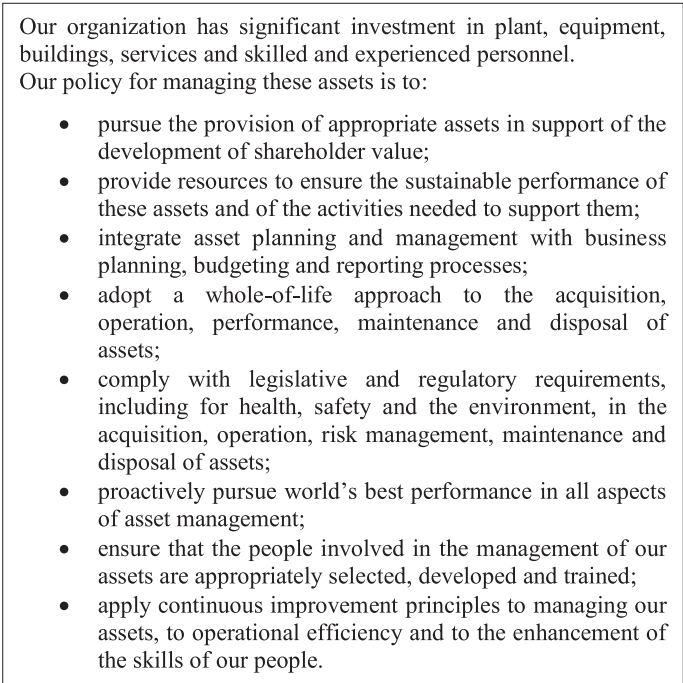 Our organization has significant investment in plant, equipment,
buildings, services and skilled and experienced personnel.
Our policy for managing these assets is to:
• pursue the provision of appropriate assets in support of the
development of shareholder value;
• provide resources to ensure the sustainable performance of
these assets and of the activities needed to support them;
• integrate asset planning and management with business
planning, budgeting and reporting processes;
• adopt a whole-of-life approach to the acquisition,
operation, performance, maintenance and disposal of
assets;
• comply with legislative and regulatory requirements,
including for health, safety and the environment, in the
acquisition, operation, risk management, maintenance and
disposal of assets;
• proactively pursue world's best performance in all aspects
of asset management;
• ensure that the people involved in the management of our
assets are appropriately selected, developed and trained;
• apply continuous improvement principles to managing our
assets, to operational efficiency and to the enhancement of
the skills of our people.